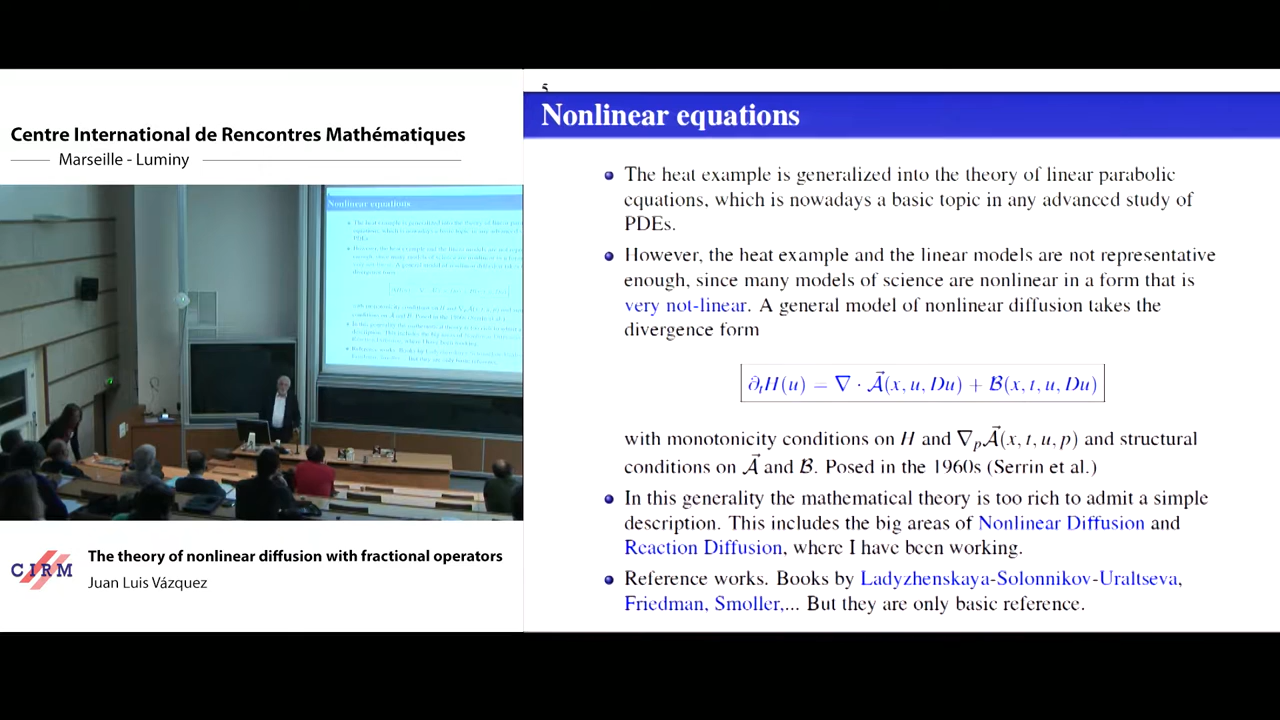 Centre International de Rencontres Mathématiques
Marseille - Luminy
Nonlinear equations
CIRM
The theory of nonlinear diffusion with fractional operators
Juan Luis Vázquez
5
Nonlinear equations
The heat example is generalized into the theory of linear parabolic
equations, which is nowadays a basic topic in any advanced study of
PDEs.
However, the heat example and the linear models are not representative
enough, since many models of science are nonlinear in a form that is
very not-linear. A general model of nonlinear diffusion takes the
divergence form
∂ₜH(u) = ∇ · 𝒜⃗(x, u, Du) + ℬ(x, t, u, Du)
with monotonicity conditions on H and ∇ₚ𝒜⃗(x, t, u, p) and structural
conditions on 𝒜⃗ and ℬ. Posed in the 1960s (Serrin et al.)
In this generality the mathematical theory is too rich to admit a simple
description. This includes the big areas of Nonlinear Diffusion and
Reaction Diffusion, where I have been working.
Reference works. Books by Ladyzhenskaya-Solonnikov-Uraltseva,
Friedman, Smoller,... But they are only basic reference.